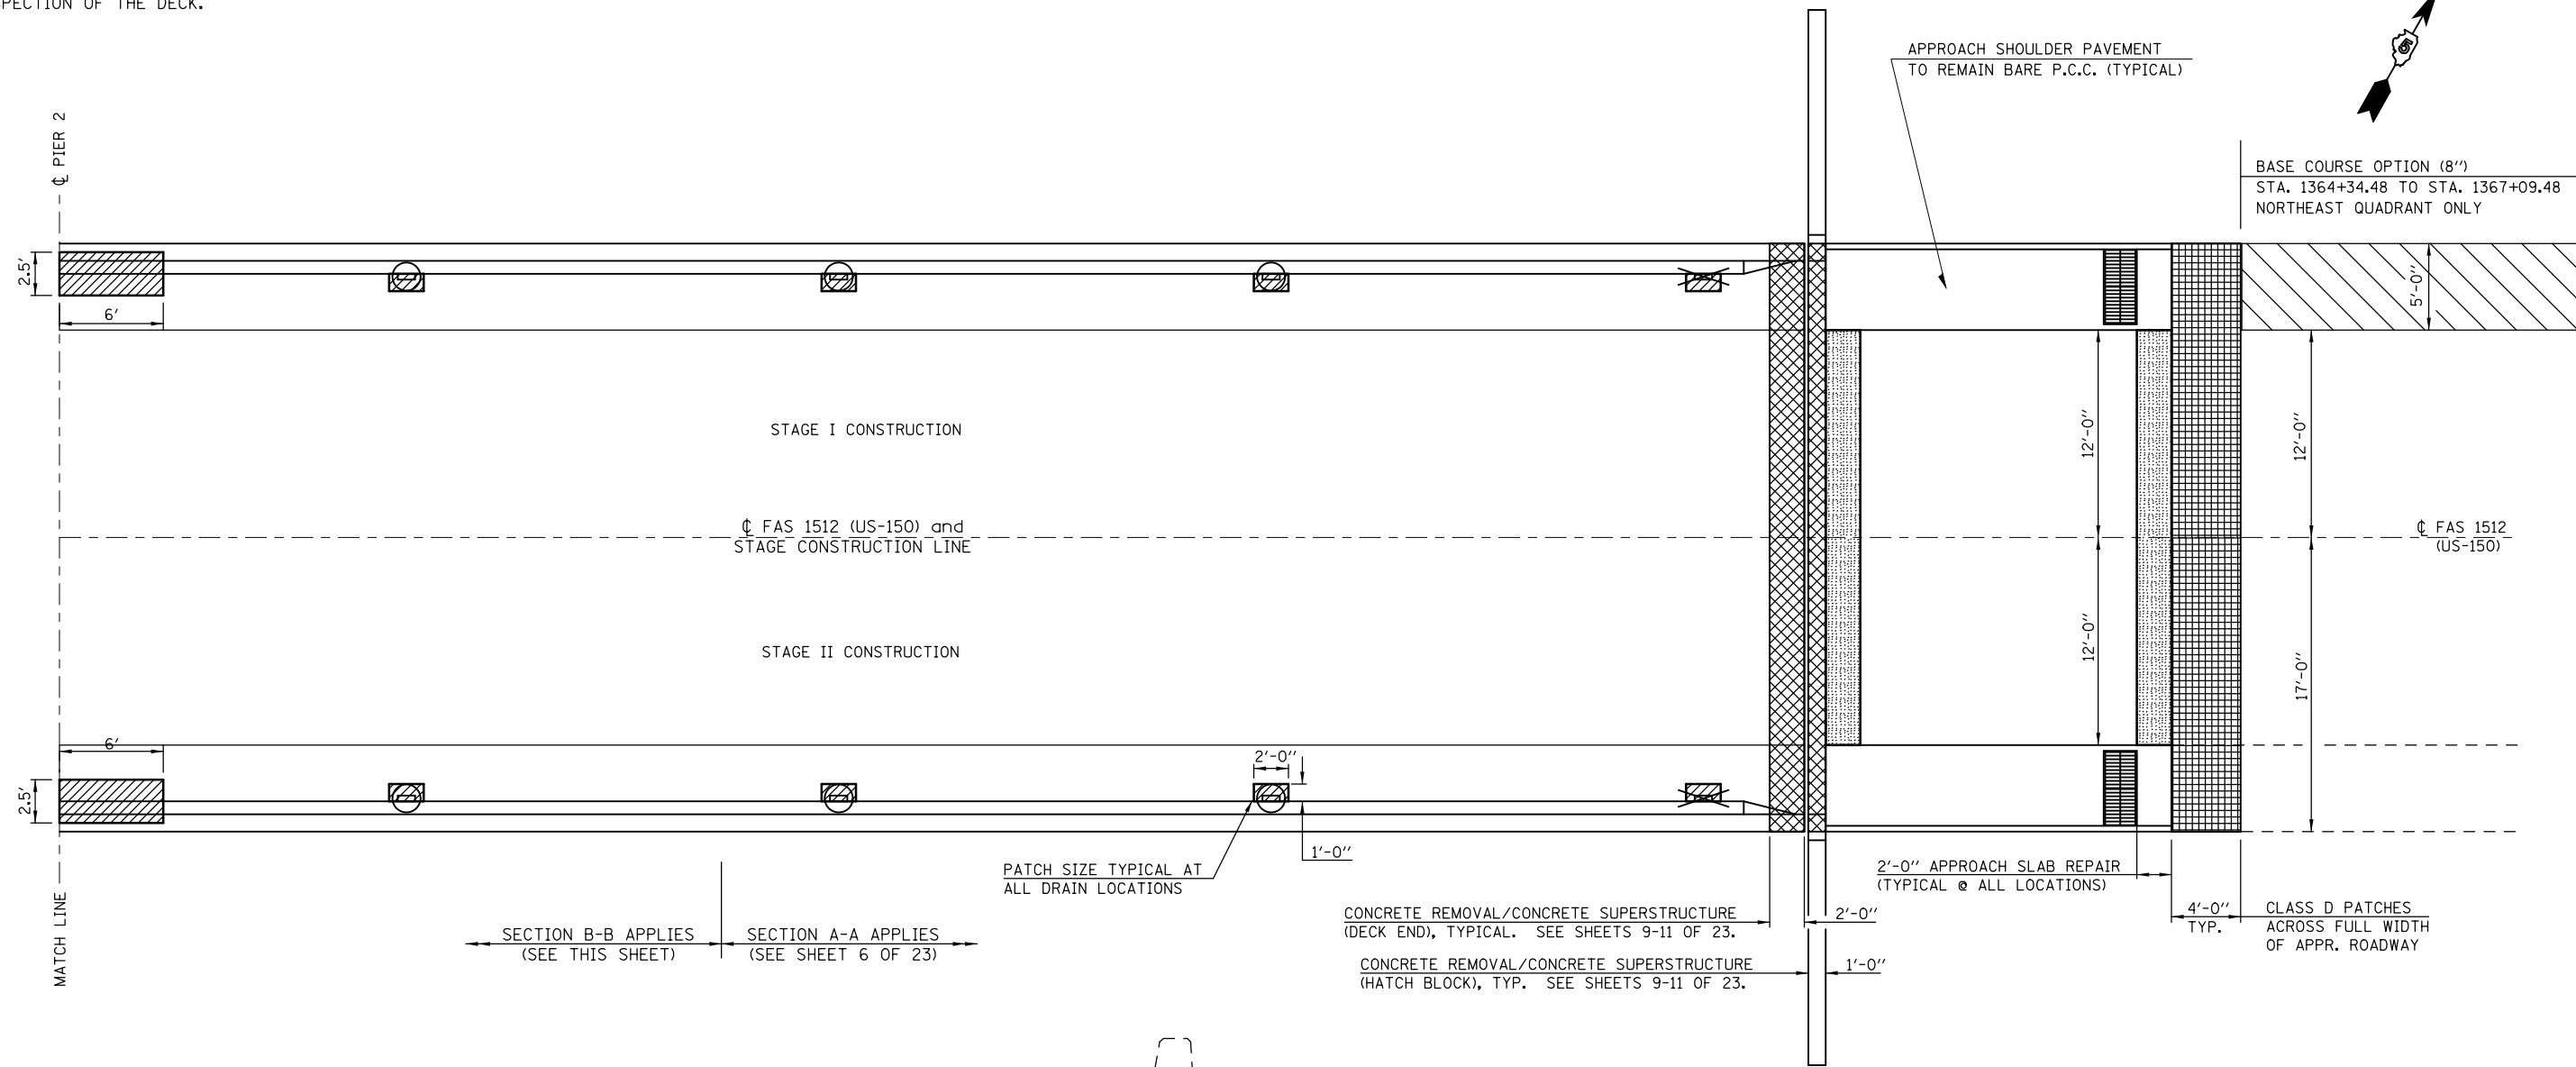 SPECTION OF THE DECK.
APPROACH SHOULDER PAVEMENT
TO REMAIN BARE P.C.C. (TYPICAL)
5
℄ PIER 2
BASE COURSE OPTION (8'')
STA. 1364+34.48 TO STA. 1367+09.48
NORTHEAST QUADRANT ONLY
2.5'
6'
5'-0''
STAGE I CONSTRUCTION
12'-0''
12'-0''
℄ FAS 1512 (US-150) and
STAGE CONSTRUCTION LINE
℄ FAS 1512
(US-150)
STAGE II CONSTRUCTION
12'-0''
17'-0''
6'
2'-0''
2.5'
1'-0''
PATCH SIZE TYPICAL AT
ALL DRAIN LOCATIONS
2'-0'' APPROACH SLAB REPAIR
(TYPICAL @ ALL LOCATIONS)
MATCH LINE
SECTION B-B APPLIES
(SEE THIS SHEET)
SECTION A-A APPLIES
(SEE SHEET 6 OF 23)
CONCRETE REMOVAL/CONCRETE SUPERSTRUCTURE
(DECK END), TYPICAL. SEE SHEETS 9-11 OF 23.
2'-0''
4'-0''
TYP.
CLASS D PATCHES
ACROSS FULL WIDTH
OF APPR. ROADWAY
CONCRETE REMOVAL/CONCRETE SUPERSTRUCTURE
(HATCH BLOCK), TYP. SEE SHEETS 9-11 OF 23.
1'-0''